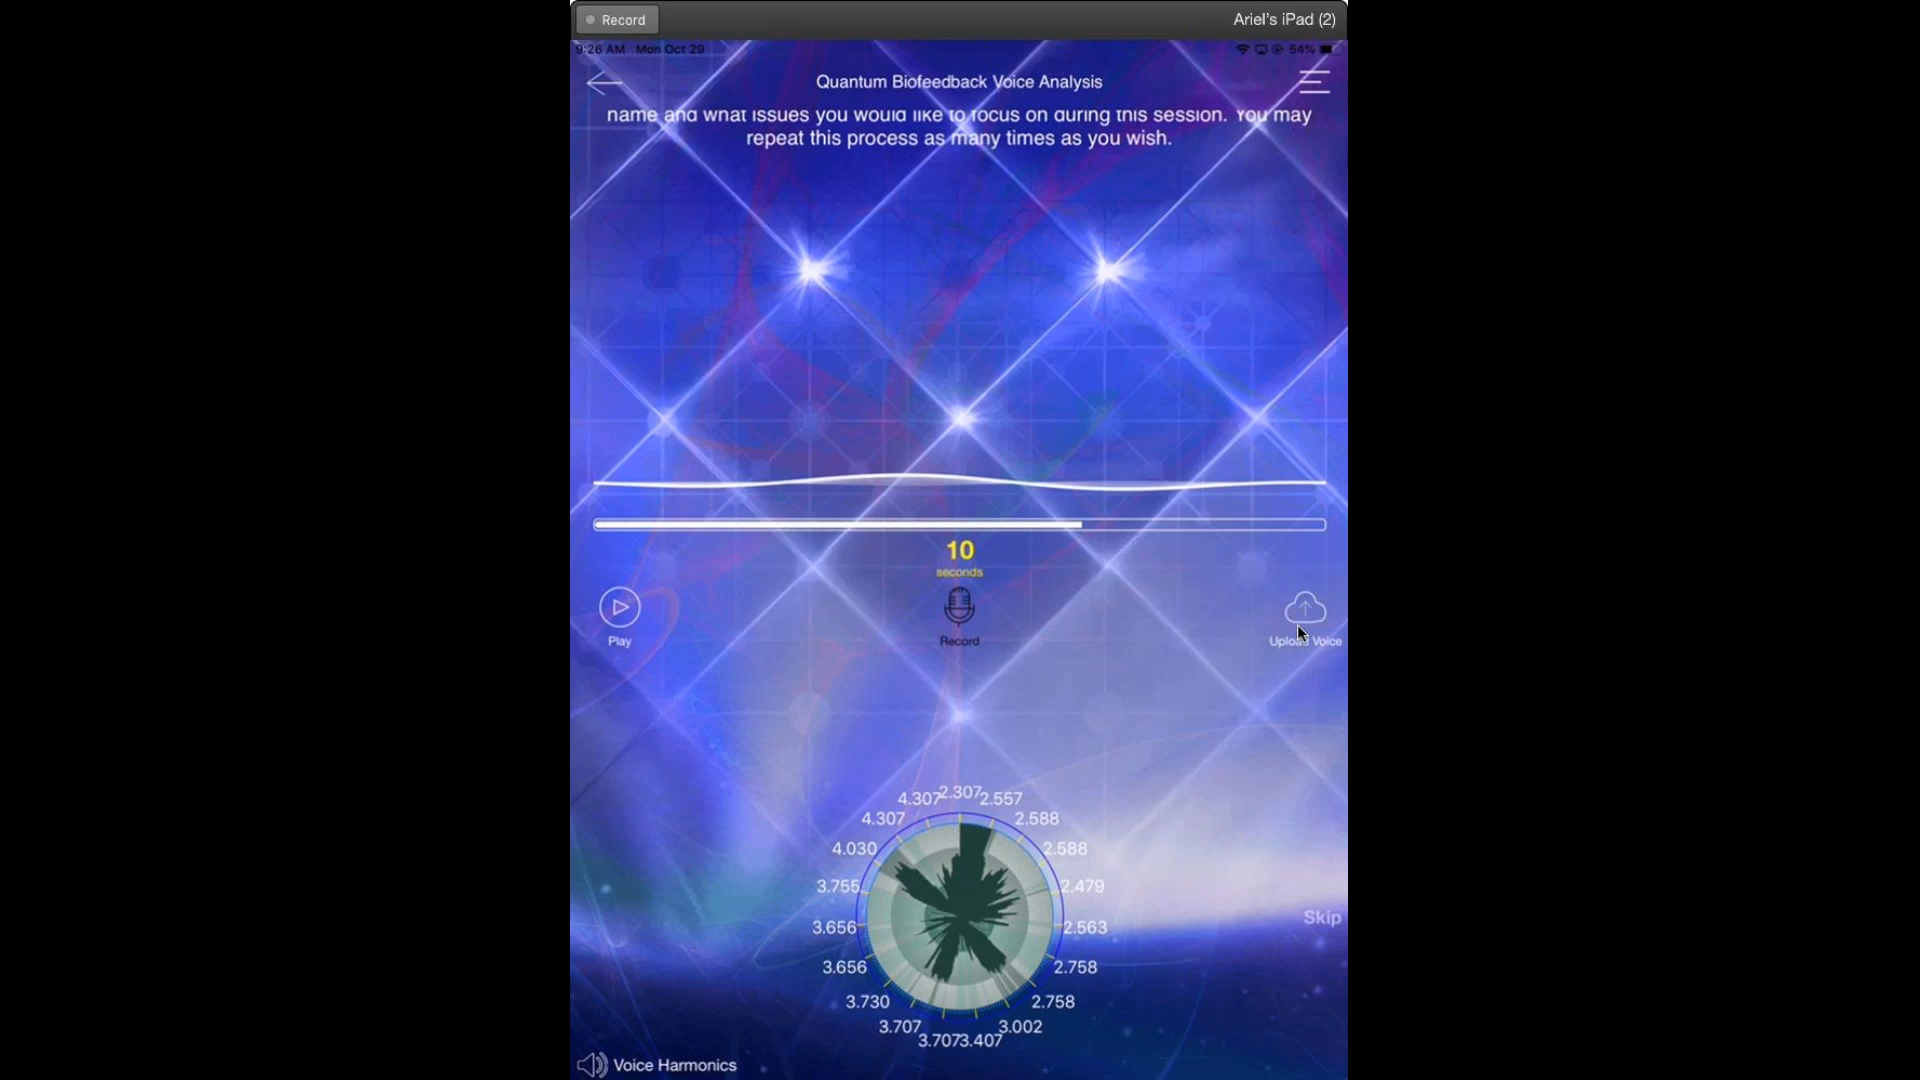 Record
Ariel's iPad (2)
9:26 AM Mon Oct 29
54%
Quantum Biofeedback Voice Analysis
name and what issues you would like to focus on during this session. You may
repeat this process as many times as you wish.
10
seconds
Play
Record
Upload Voice
2.307
2.557
2.588
2.588
2.479
2.563
2.758
2.758
3.002
3.407
3.707
3.707
3.730
3.656
3.656
3.755
4.030
4.307
4.307
Skip
Voice Harmonics